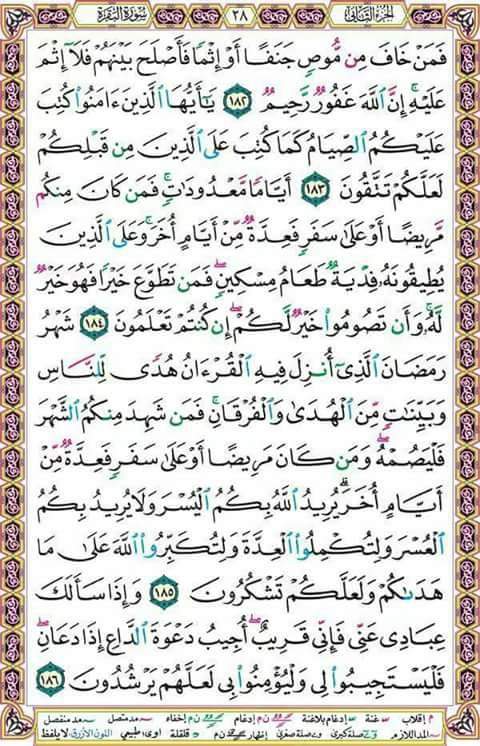 الجزء الثاني ٢٨ سورة البقرة
فَمَنْ خَافَ مِن مُّوصٍ جَنَفًا أَوْ إِثْمًا فَأَصْلَحَ بَيْنَهُمْ فَلَآ إِثْمَ
عَلَيْهِ ۚ إِنَّ ٱللَّهَ غَفُورٌ رَّحِيمٌ ١٨٢ يَٰٓأَيُّهَا ٱلَّذِينَ ءَامَنُوا۟ كُتِبَ
عَلَيْكُمُ ٱلصِّيَامُ كَمَا كُتِبَ عَلَى ٱلَّذِينَ مِن قَبْلِكُمْ
لَعَلَّكُمْ تَتَّقُونَ ١٨٣ أَيَّامًا مَّعْدُودَٰتٍ ۚ فَمَن كَانَ مِنكُم
مَّرِيضًا أَوْ عَلَىٰ سَفَرٍ فَعِدَّةٌ مِّنْ أَيَّامٍ أُخَرَ ۚ وَعَلَى ٱلَّذِينَ
يُطِيقُونَهُۥ فِدْيَةٌ طَعَامُ مِسْكِينٍ ۖ فَمَن تَطَوَّعَ خَيْرًا فَهُوَ خَيْرٌ
لَّهُۥ ۚ وَأَن تَصُومُوا۟ خَيْرٌ لَّكُمْ ۖ إِن كُنتُمْ تَعْلَمُونَ ١٨٤ شَهْرُ
رَمَضَانَ ٱلَّذِىٓ أُنزِلَ فِيهِ ٱلْقُرْءَانُ هُدًى لِّلنَّاسِ
وَبَيِّنَٰتٍ مِّنَ ٱلْهُدَىٰ وَٱلْفُرْقَانِ ۚ فَمَن شَهِدَ مِنكُمُ ٱلشَّهْرَ
فَلْيَصُمْهُ ۖ وَمَن كَانَ مَرِيضًا أَوْ عَلَىٰ سَفَرٍ فَعِدَّةٌ مِّنْ
أَيَّامٍ أُخَرَ ۗ يُرِيدُ ٱللَّهُ بِكُمُ ٱلْيُسْرَ وَلَا يُرِيدُ بِكُمُ
ٱلْعُسْرَ وَلِتُكْمِلُوا۟ ٱلْعِدَّةَ وَلِتُكَبِّرُوا۟ ٱللَّهَ عَلَىٰ مَا
هَدَىٰكُمْ وَلَعَلَّكُمْ تَشْكُرُونَ ١٨٥ وَإِذَا سَأَلَكَ
عِبَادِى عَنِّى فَإِنِّى قَرِيبٌ ۖ أُجِيبُ دَعْوَةَ ٱلدَّاعِ إِذَا دَعَانِ ۖ
فَلْيَسْتَجِيبُوا۟ لِى وَلْيُؤْمِنُوا۟ بِى لَعَلَّهُمْ يَرْشُدُونَ ١٨٦
م إقلاب غنة إدغام بلاغنة ن م إدغام ن م إخفاء مد متصل مد منفصل
المد اللازم صلة كبرى و صلة صغرى إظهار ن م قلقلة ا و ى: طبيعي اللون الأزرق: لا يلفظ